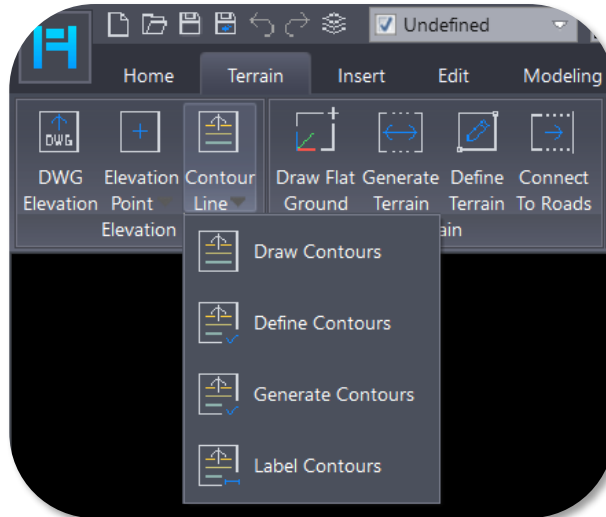 Undefined
Home Terrain Insert Edit Modeling
DWG
DWG Elevation Contour Draw Flat Generate Define Connect
Elevation Point Line Ground Terrain Terrain To Roads
Elevation ain
Draw Contours
Define Contours
Generate Contours
Label Contours